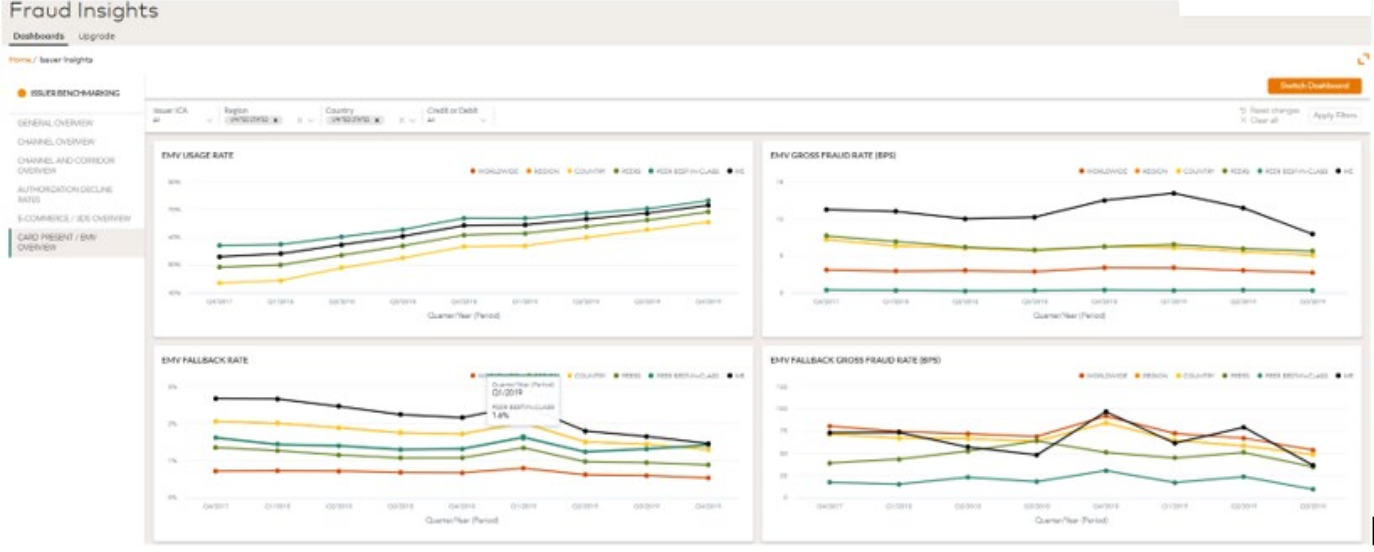 Fraud Insights
Dashboards Upgrade
Home / Issuer Insights
ISSUER BENCHMARKING
Switch Dashboard
GENERAL OVERVIEW
CHANNEL OVERVIEW
CHANNEL AND CORRIDOR
OVERVIEW
AUTHORIZATION DECLINE
RATES
E-COMMERCE / 3DS OVERVIEW
CARD PRESENT / EMV
OVERVIEW
Issuer ICA Region Country Credit or Debit
All UNITED STATES UNITED STATES All
Reset changes
Clear all
Apply Filters
EMV USAGE RATE
WORLDWIDE REGION COUNTRY PEERS PEER BEST-IN-CLASS ME
80%
70%
60%
50%
40%
Q4/2017 Q1/2018 Q2/2018 Q3/2018 Q4/2018 Q1/2019 Q2/2019 Q3/2019 Q4/2019
Quarter/Year (Period)
EMV GROSS FRAUD RATE (BPS)
WORLDWIDE REGION COUNTRY PEERS PEER BEST-IN-CLASS ME
15
10
5
0
Q4/2017 Q1/2018 Q2/2018 Q3/2018 Q4/2018 Q1/2019 Q2/2019 Q3/2019
Quarter/Year (Period)
EMV FALLBACK RATE
COUNTRY PEERS PEER BEST-IN-CLASS ME
Quarter/Year (Period)
Q1/2019
PEER BEST-IN-CLASS
1.6%
3%
2%
1%
0%
Q4/2017 Q1/2018 Q2/2018 Q3/2018 Q4/2018 Q1/2019 Q2/2019 Q3/2019 Q4/2019
Quarter/Year (Period)
EMV FALLBACK GROSS FRAUD RATE (BPS)
WORLDWIDE REGION COUNTRY PEERS PEER BEST-IN-CLASS ME
100
75
50
0
Q4/2017 Q1/2018 Q2/2018 Q3/2018 Q4/2018 Q1/2019 Q2/2019 Q3/2019
Quarter/Year (Period)